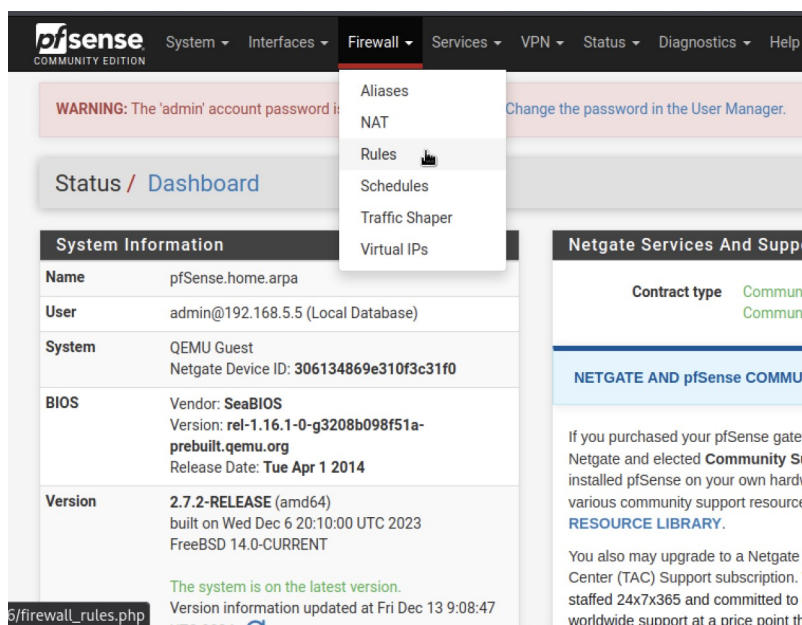 pfsense
COMMUNITY EDITION
System Interfaces Firewall Services VPN Status Diagnostics Help
Aliases
NAT
Rules
Schedules
Traffic Shaper
Virtual IPs
WARNING: The 'admin' account password Change the password in the User Manager.
Status / Dashboard
System Information
Name pfSense.home.arpa
User admin@192.168.5.5 (Local Database)
System QEMU Guest
Netgate Device ID: 306134869e310f3c31f0
BIOS Vendor: SeaBIOS
Version: rel-1.16.1-0-g3208b098f51a-
prebuilt.qemu.org
Release Date: Tue Apr 1 2014
Version 2.7.2-RELEASE (amd64)
built on Wed Dec 6 20:10:00 UTC 2023
FreeBSD 14.0-CURRENT
The system is on the latest version.
Version information updated at Fri Dec 13 9:08:47
6/firewall_rules.php
Netgate Services And
Contract type
NETGATE AND pfSense
If you purchased your pfSense
Netgate and elected Community
installed pfSense on your own
various community support
RESOURCE LIBRARY.
You also may upgrade to a Netgate
Center (TAC) Support subscription.
staffed 24x7x365 and committed to
worldwide support at a price point